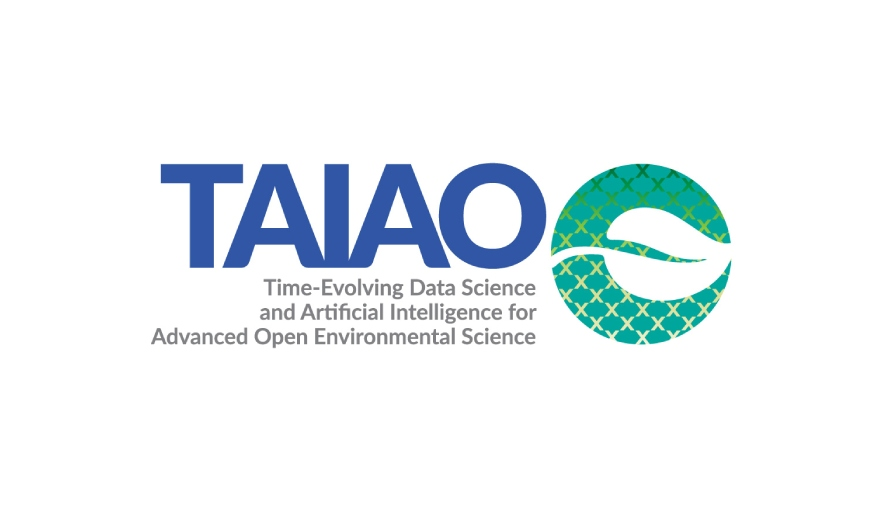 TAIAO
Time-Evolving Data Science
and Artificial Intelligence for
Advanced Open Environmental Science